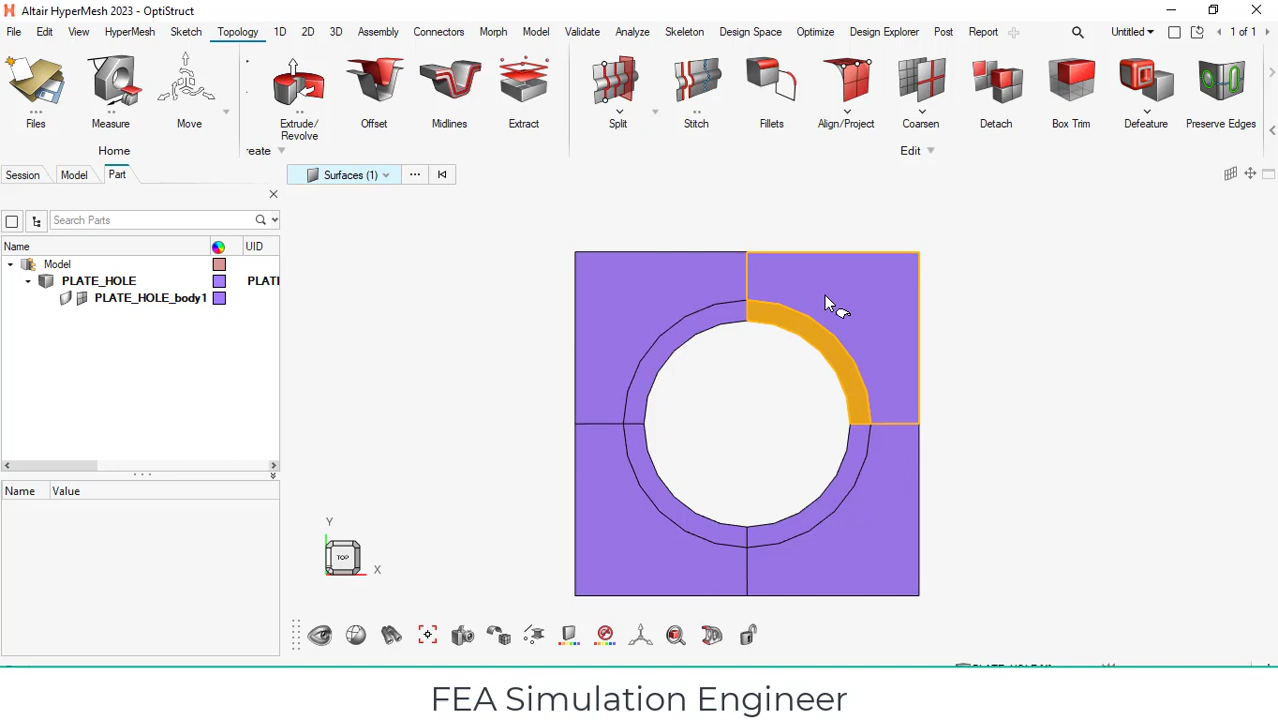 Altair HyperMesh 2023 - OptiStruct
File Edit View HyperMesh Sketch Topology 1D 2D 3D Assembly Connectors Morph Model Validate Analyze Skeleton Design Space Optimize Design Explorer Post Report Untitled 1 of 1
Files Measure Move Extrude/ Offset Midlines Extract Split Stitch Fillets Align/Project Coarsen Detach Box Trim Defeature Preserve Edges
Revolve
Home reate Edit
Session Model Part Surfaces (1)
Search Parts
Name UID
Model
PLATE_HOLE PLATE
PLATE_HOLE_body1
Name Value
Y
TOP
X
FEA Simulation Engineer